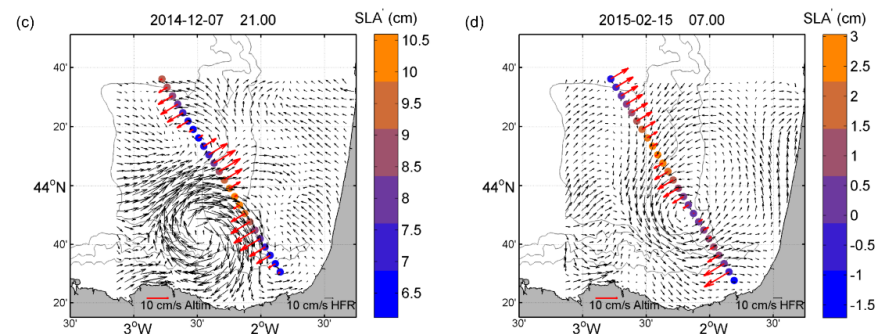 (c) 2014-12-07 21.00 SLA' (cm)
10.5
10
9.5
9
8.5
8
7.5
7
6.5
40'
20'
44°N
40'
20'
10 cm/s Altim
10 cm/s HFR
30' 3°W 30' 2°W 30'
(d) 2015-02-15 07.00 SLA' (cm)
3
2.5
2
1.5
1
0.5
0
-0.5
-1
-1.5
40'
20'
44°N
40'
20'
10 cm/s Altim
10 cm/s HFR
30' 3°W 30' 2°W 30'